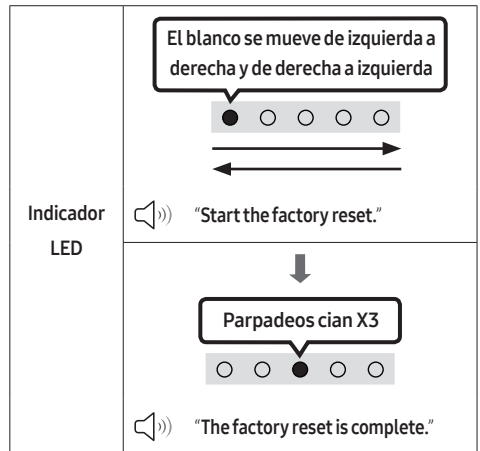 El blanco se mueve de izquierda a
derecha y de derecha a izquierda
Indicador
LED
“Start the factory reset.”
Parpadeos cian X3
“The factory reset is complete.”